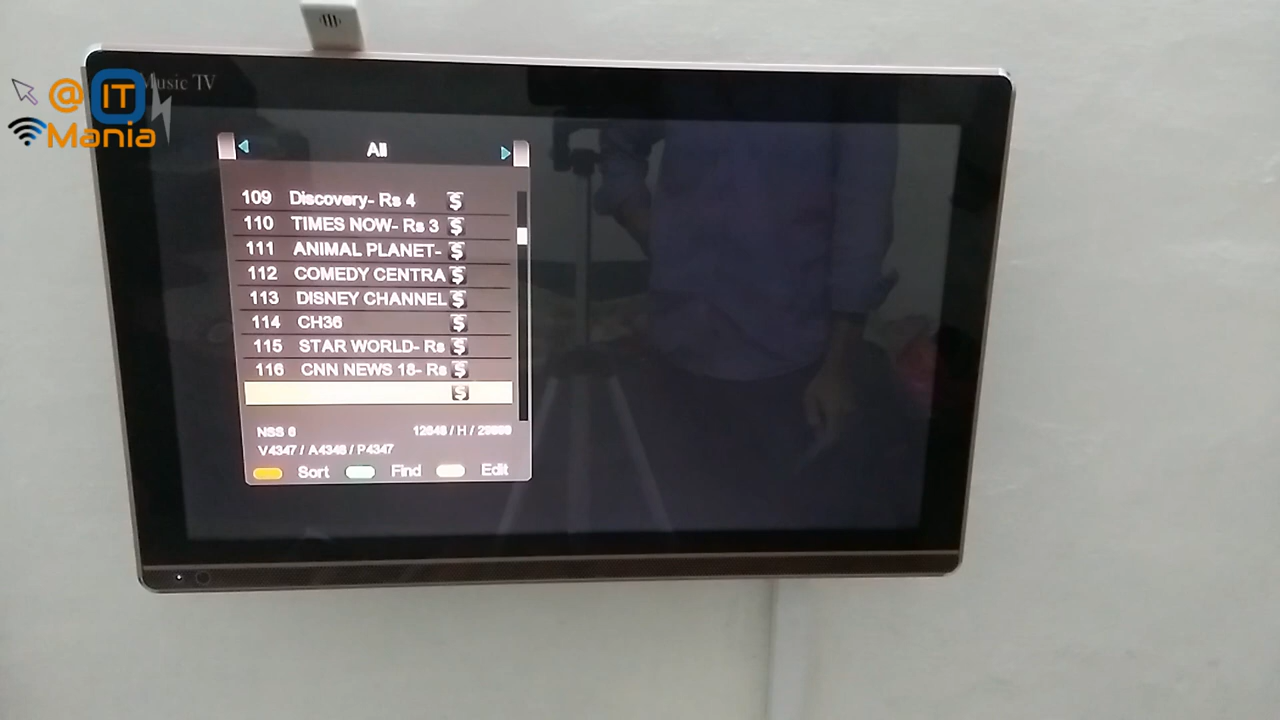 Music TV
@ IT
Mania
All
109 Discovery- Rs 4 $
110 TIMES NOW- Rs 3 $
111 ANIMAL PLANET- $
112 COMEDY CENTRA $
113 DISNEY CHANNEL $
114 CH36 $
115 STAR WORLD- Rs $
116 CNN NEWS 18- Rs $
$
NSS 6 / H /
V4347 / A4348 / P4347
Sort Find Edit